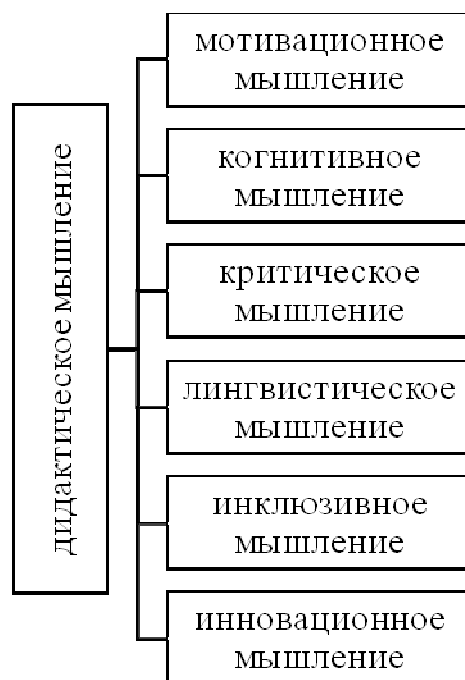 дидактическое мышление
мотивационное
мышление
когнитивное
мышление
критическое
мышление
лингвистическое
мышление
инклюзивное
мышление
инновационное
мышление